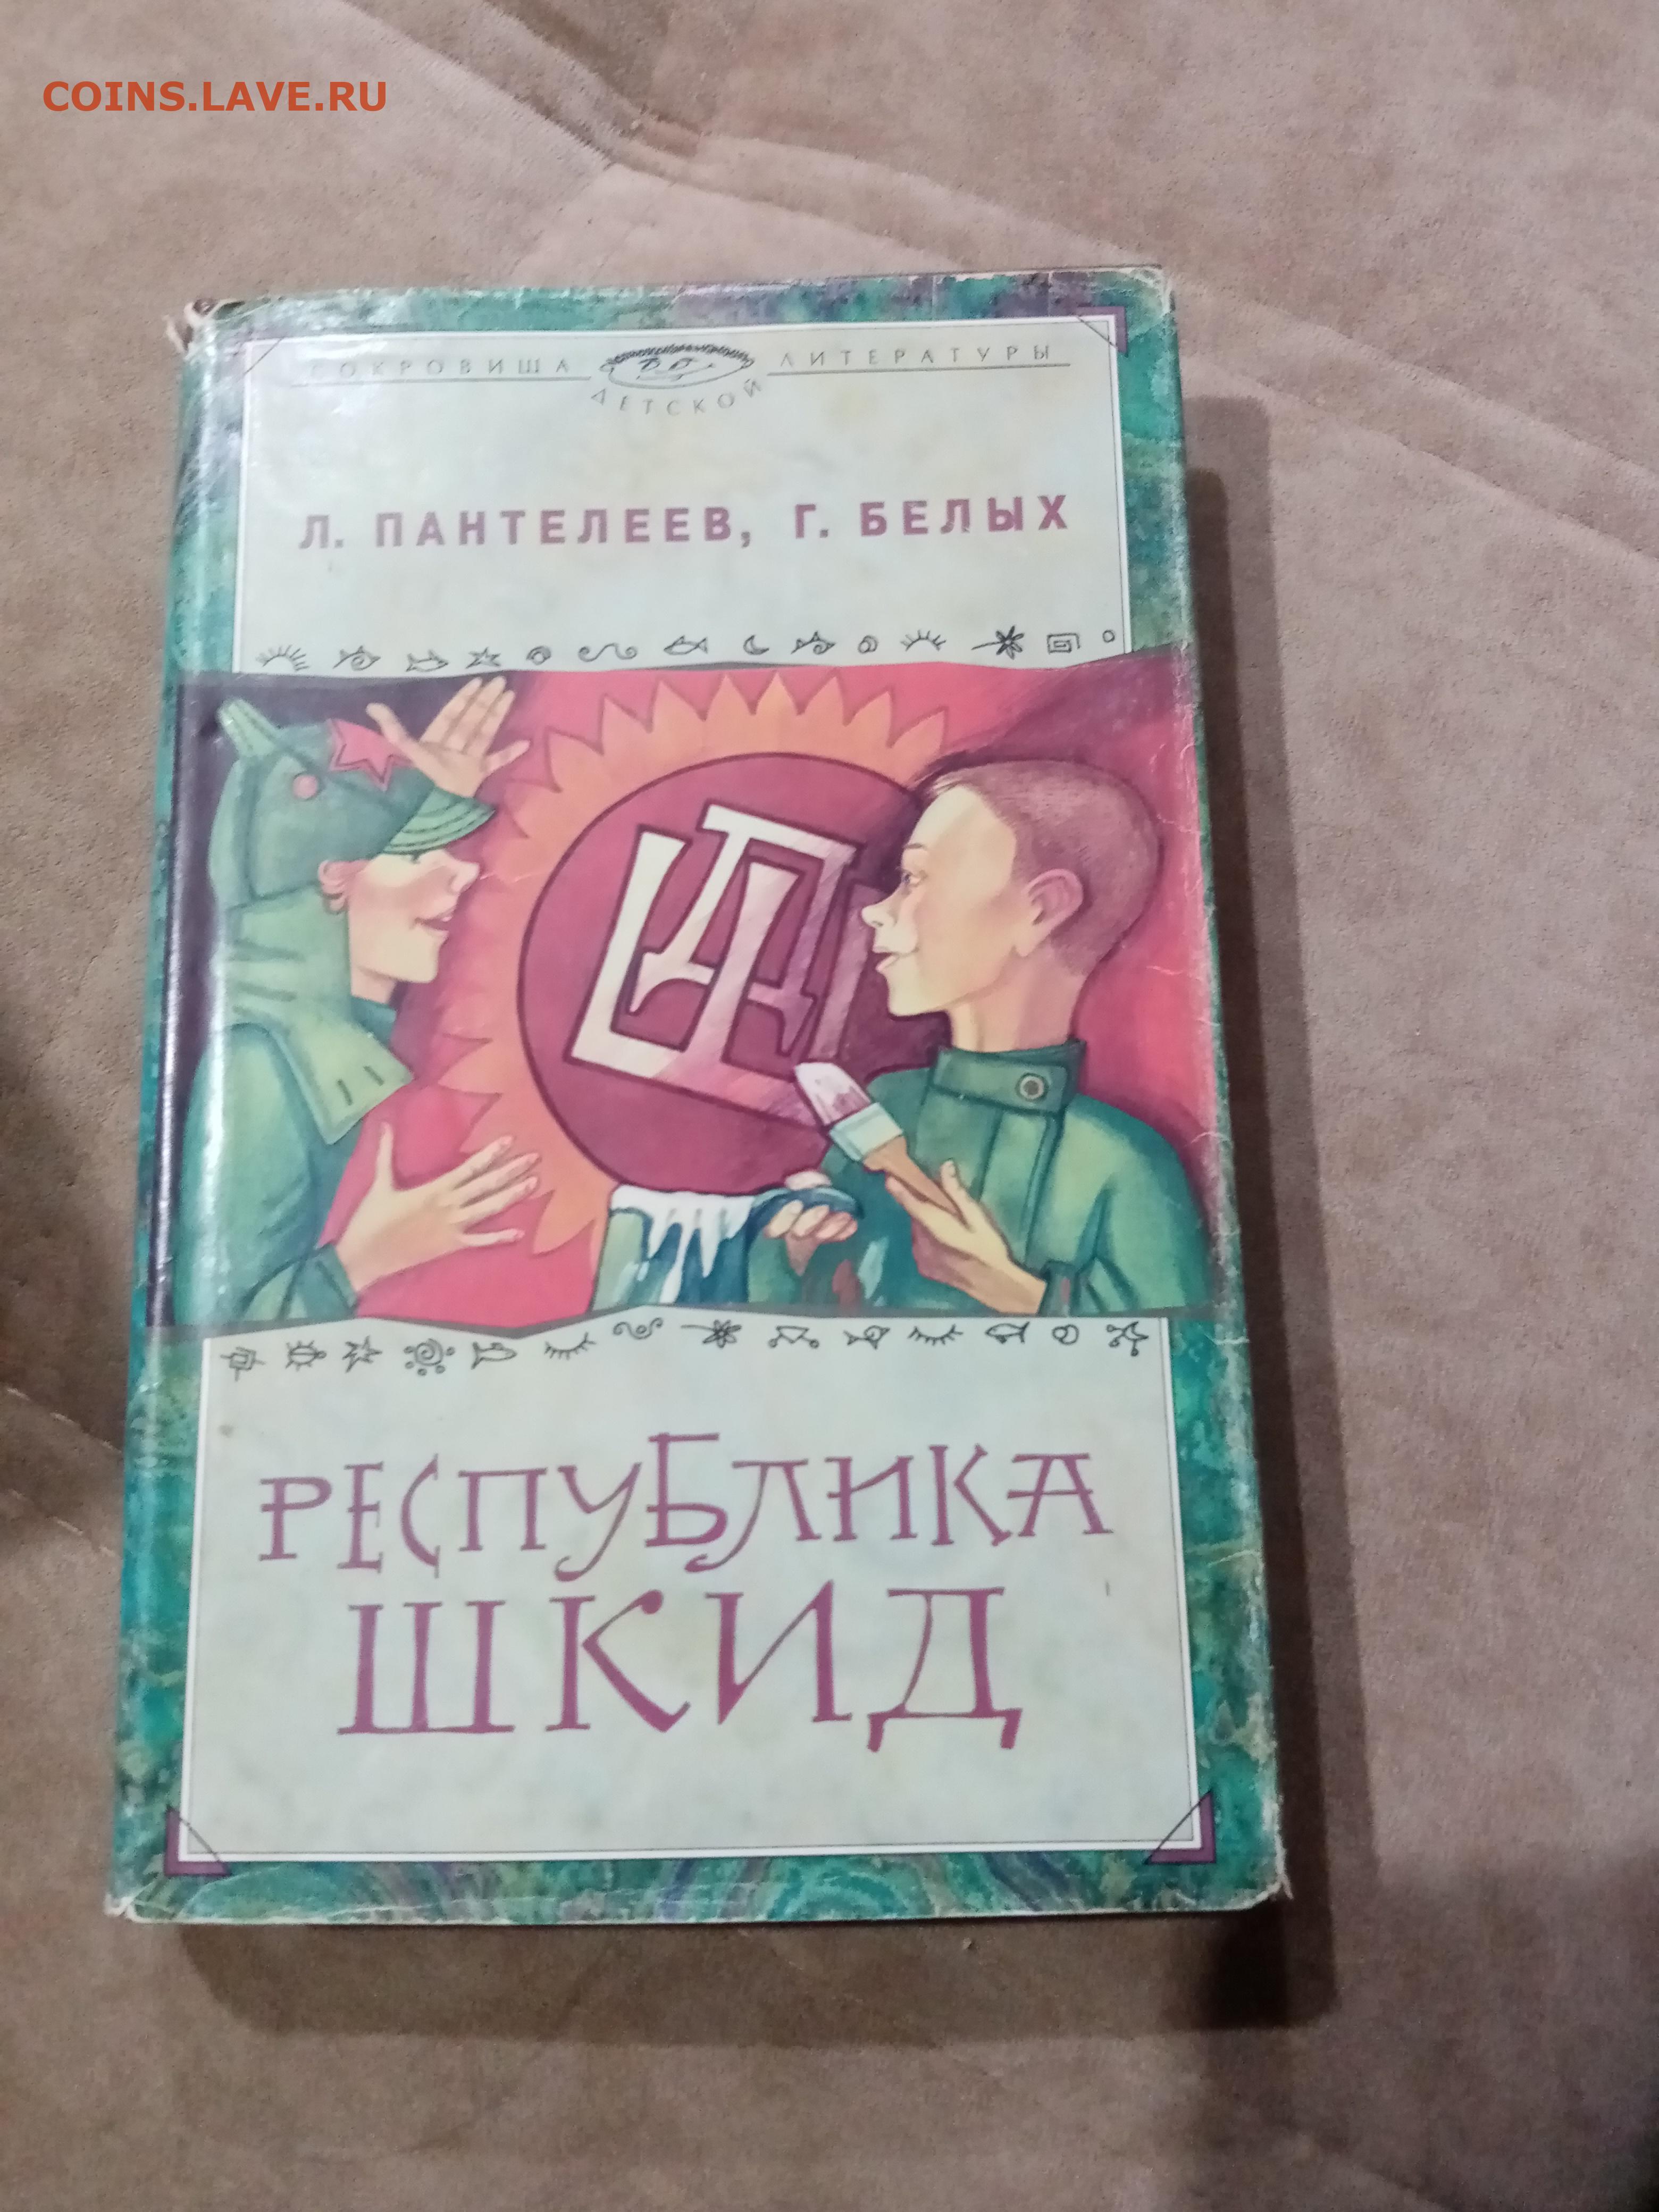 COINS.LAVE.RU
СОКРОВИЩА ДЕТСКОЙ ЛИТЕРАТУРЫ
Л. ПАНТЕЛЕЕВ, Г. БЕЛЫХ
РЕСПУБЛИКА
ШКИД